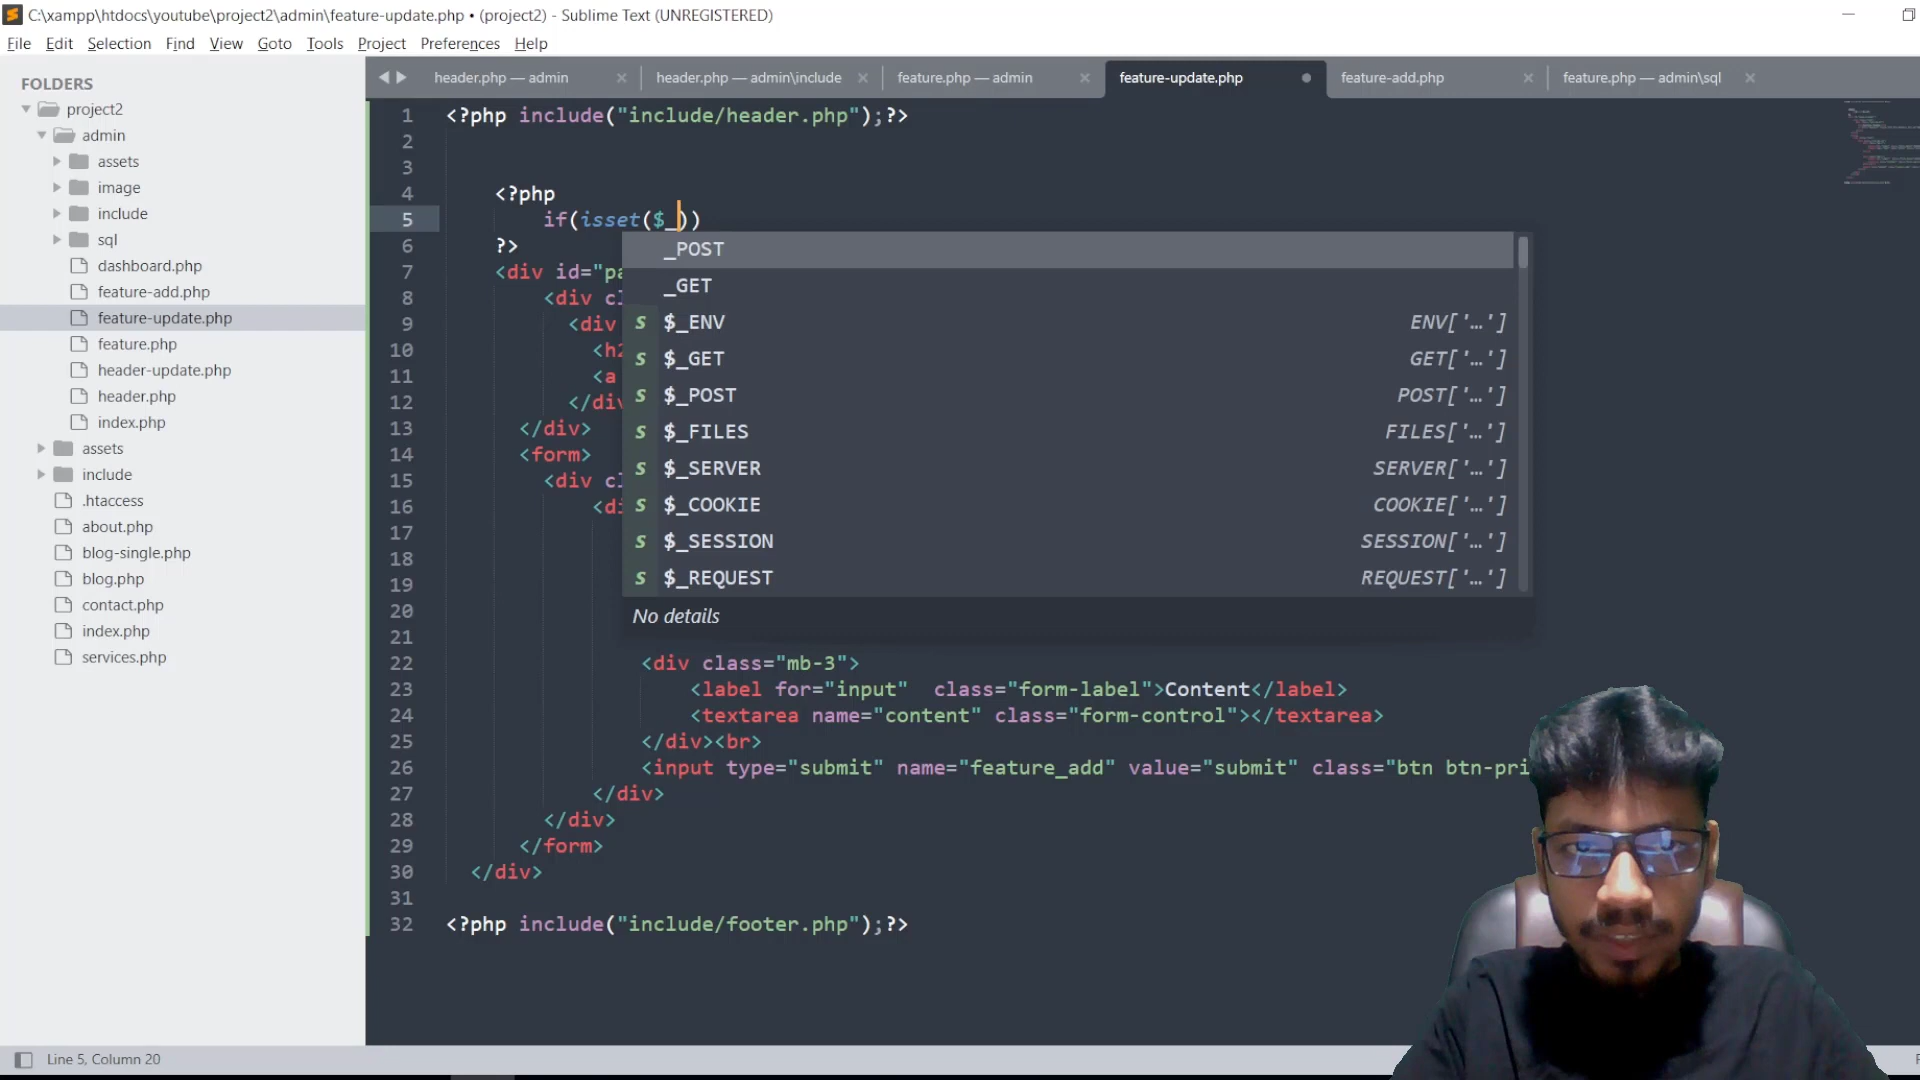 C:\xampp\htdocs\youtube\project2\admin\feature-update.php • (project2) - Sublime Text (UNREGISTERED)
File Edit Selection Find View Goto Tools Project Preferences Help
FOLDERS
project2
admin
assets
image
include
sql
dashboard.php
feature-add.php
feature-update.php
feature.php
header-update.php
header.php
index.php
assets
include
.htaccess
about.php
blog-single.php
blog.php
contact.php
index.php
services.php
header.php — admin
header.php — admin\include
feature.php — admin
feature-update.php
feature-add.php
feature.php — admin\sql
1 <?php include("include/header.php");?>
2
3
4 <?php
5 if(isset($_))
6 ?>
7 <div id="pa
8 <div cl
9 <div
10 <h2
11 <a
12 </div
13 </div>
14 <form>
15 <div cl
16 <di
17
18
19
20
21
22 <div class="mb-3">
23 <label for="input"  class="form-label">Content</label>
24 <textarea name="content" class="form-control"></textarea>
25 </div><br>
26 <input type="submit" name="feature_add" value="submit" class="btn btn-pri
27 </div>
28 </div>
29 </form>
30 </div>
31
32 <?php include("include/footer.php");?>
_POST
_GET
s $_ENV ENV['…']
s $_GET GET['…']
s $_POST POST['…']
s $_FILES FILES['…']
s $_SERVER SERVER['…']
s $_COOKIE COOKIE['…']
s $_SESSION SESSION['…']
s $_REQUEST REQUEST['…']
No details
Line 5, Column 20